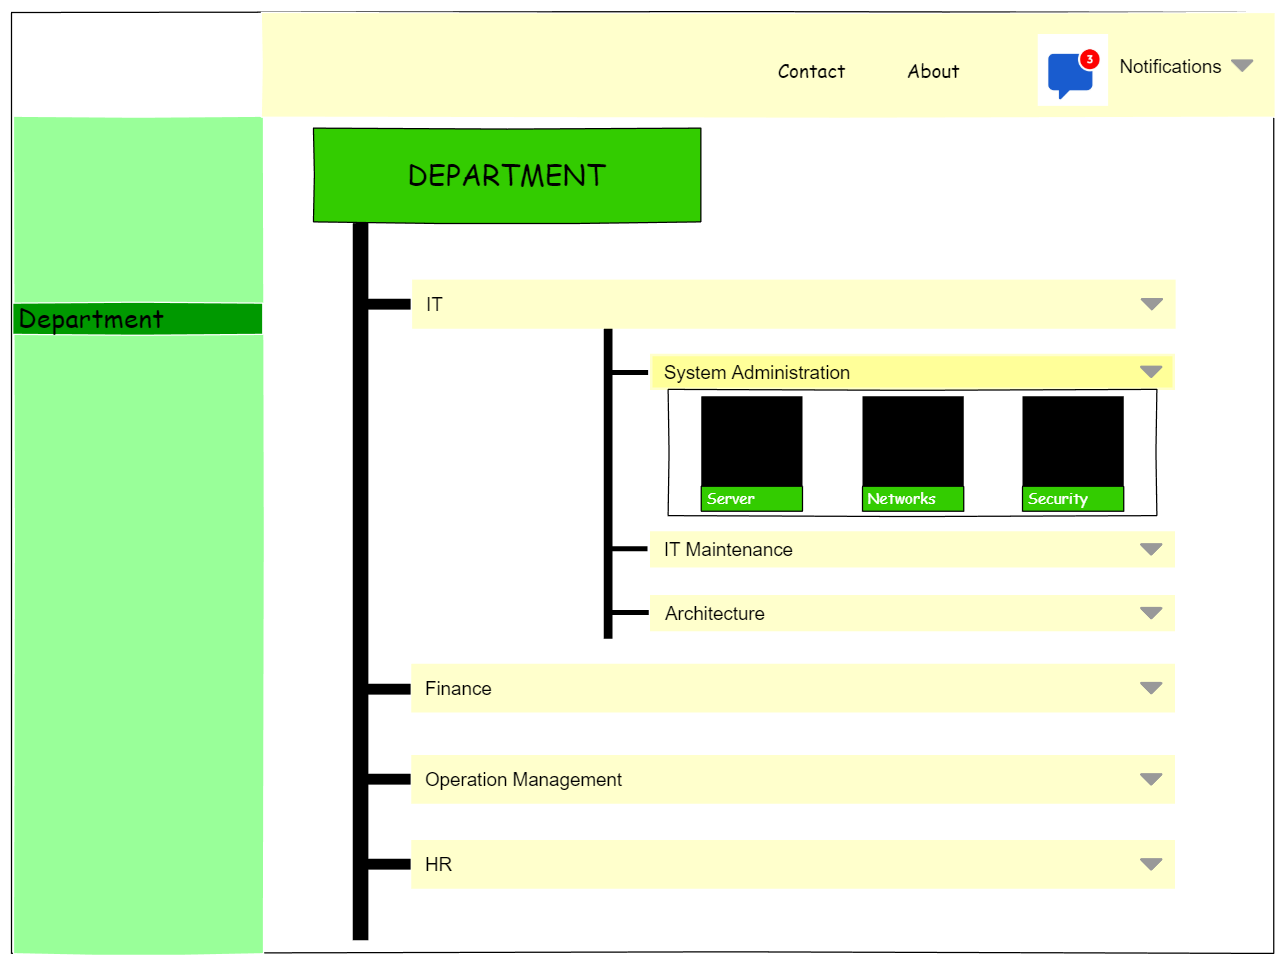 Contact
About
3
Notifications
DEPARTMENT
IT
Department
System Administration
Server
Networks
Security
IT Maintenance
Architecture
Finance
Operation Management
HR